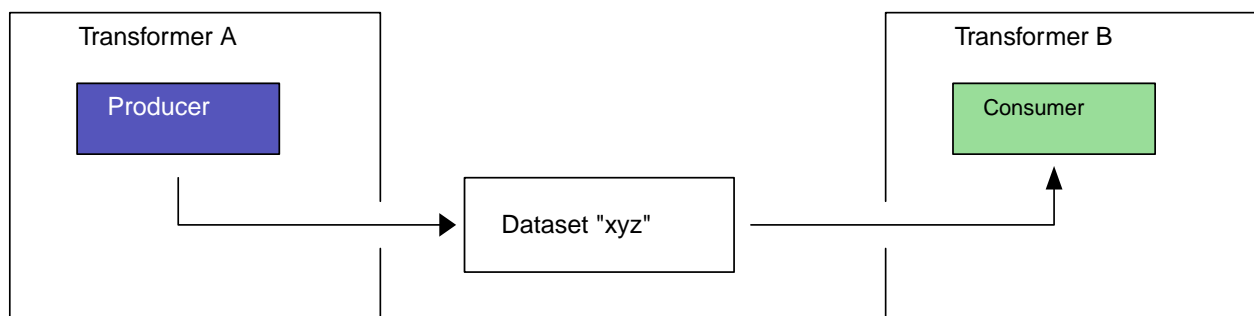 Transformer A
Producer
Dataset "xyz"
Transformer B
Consumer